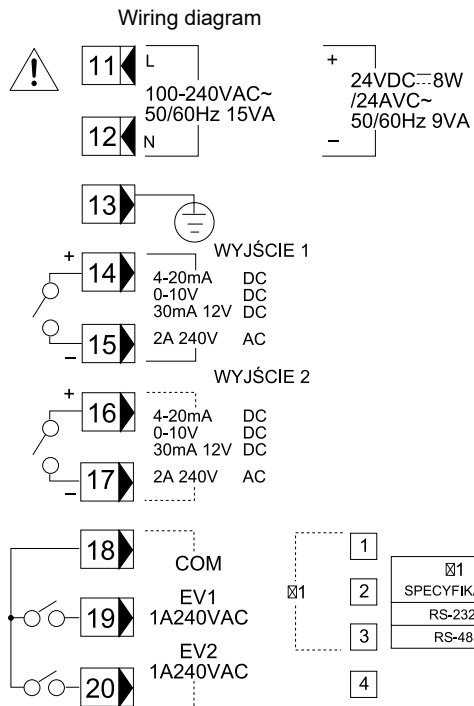 Wiring diagram
11 L
100-240VAC~
50/60Hz 15VA
12 N
+
24VDC 8W
/24AVC~
50/60Hz 9VA
−
13
WYJŚCIE 1
+ 14
4-20mA DC
0-10V DC
30mA 12V DC
− 15
2A 240V AC
WYJŚCIE 2
+ 16
4-20mA DC
0-10V DC
30mA 12V DC
− 17
2A 240V AC
18
COM
19
EV1
1A240VAC
20
EV2
1A240VAC
1
2
3
4
1
1
SPECYFIK
RS-232
RS-48